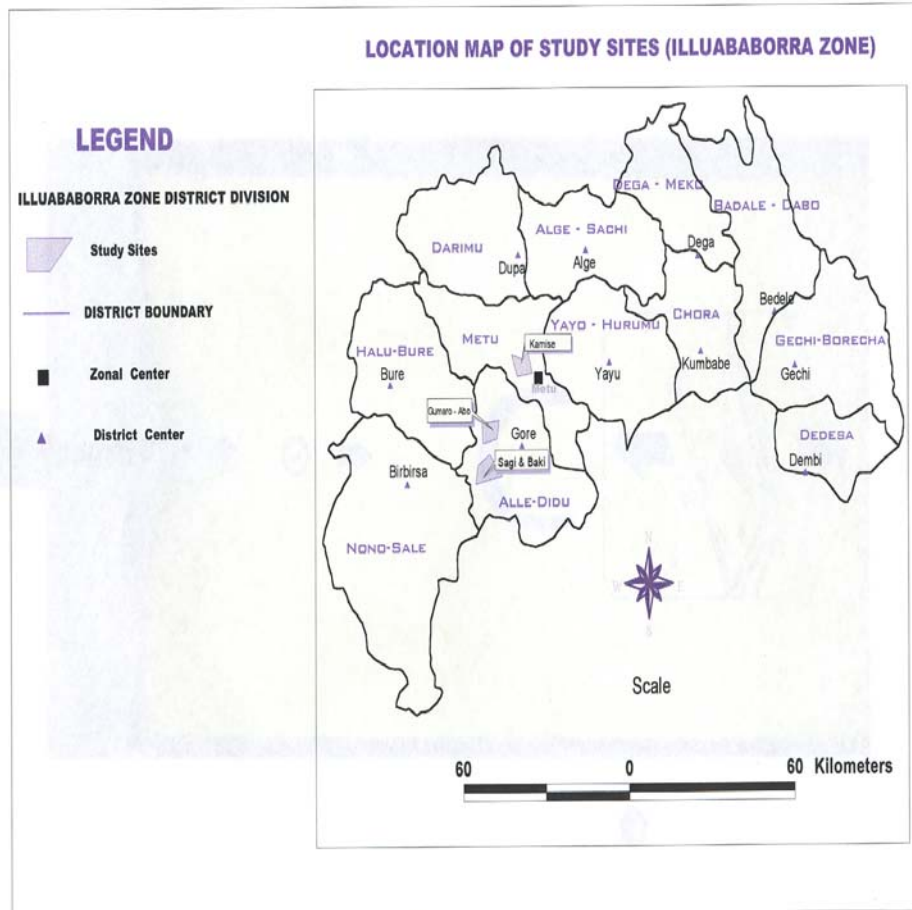 LOCATION MAP OF STUDY SITES (ILLUABABORRA ZONE)
LEGEND
ILLUABABORRA ZONE DISTRICT DIVISION
Study Sites
DISTRICT BOUNDARY
Zonal Center
District Center
DEGA - MEKO
BADALE - DABO
ALGE - SACHI
DARIMU
Dega
Alge
Dupa
Bedele
CHORA
YAYO - HURUMU
METU
GECHI-BORECHA
Kamise
HALU-BURE
Kumbabe
Yayu
Gechi
Bure
Metu
Gumaro - Abo
DEDESA
Gore
Sagi & Baki
Dembi
Birbirsa
ALLE-DIDU
NONO-SALE
N
W
E
S
Scale
60 0 60 Kilometers